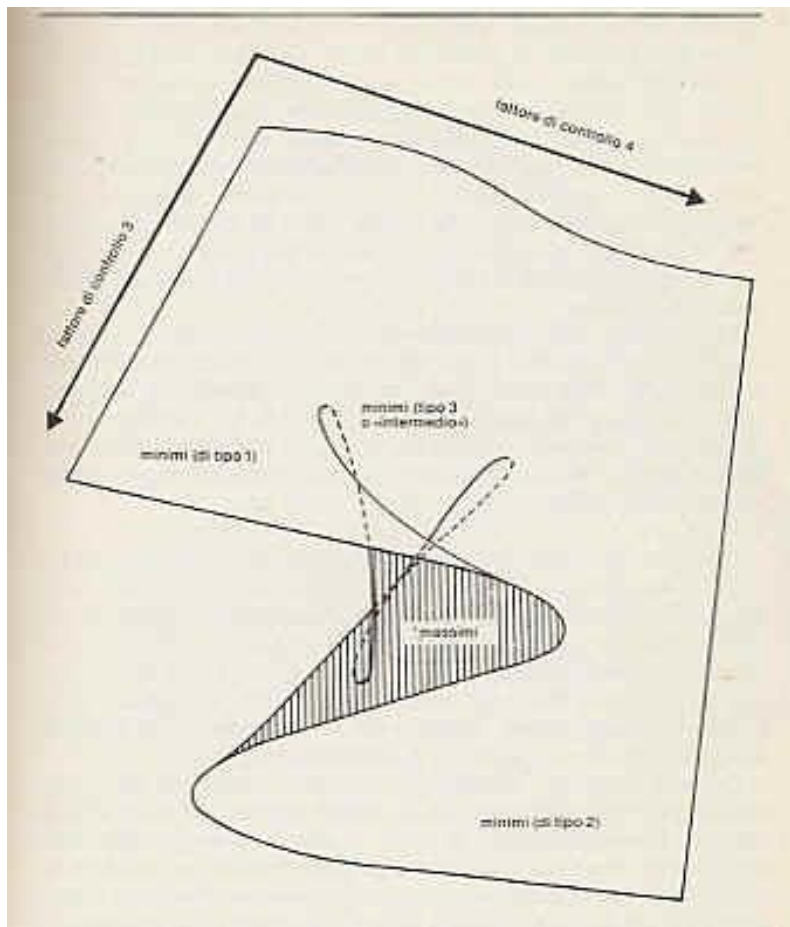 fattore di controllo 4
fattore di controllo 3
minimi (tipo 3
o «intermedio»)
minimi (di tipo 1)
massimi
minimi (di tipo 2)